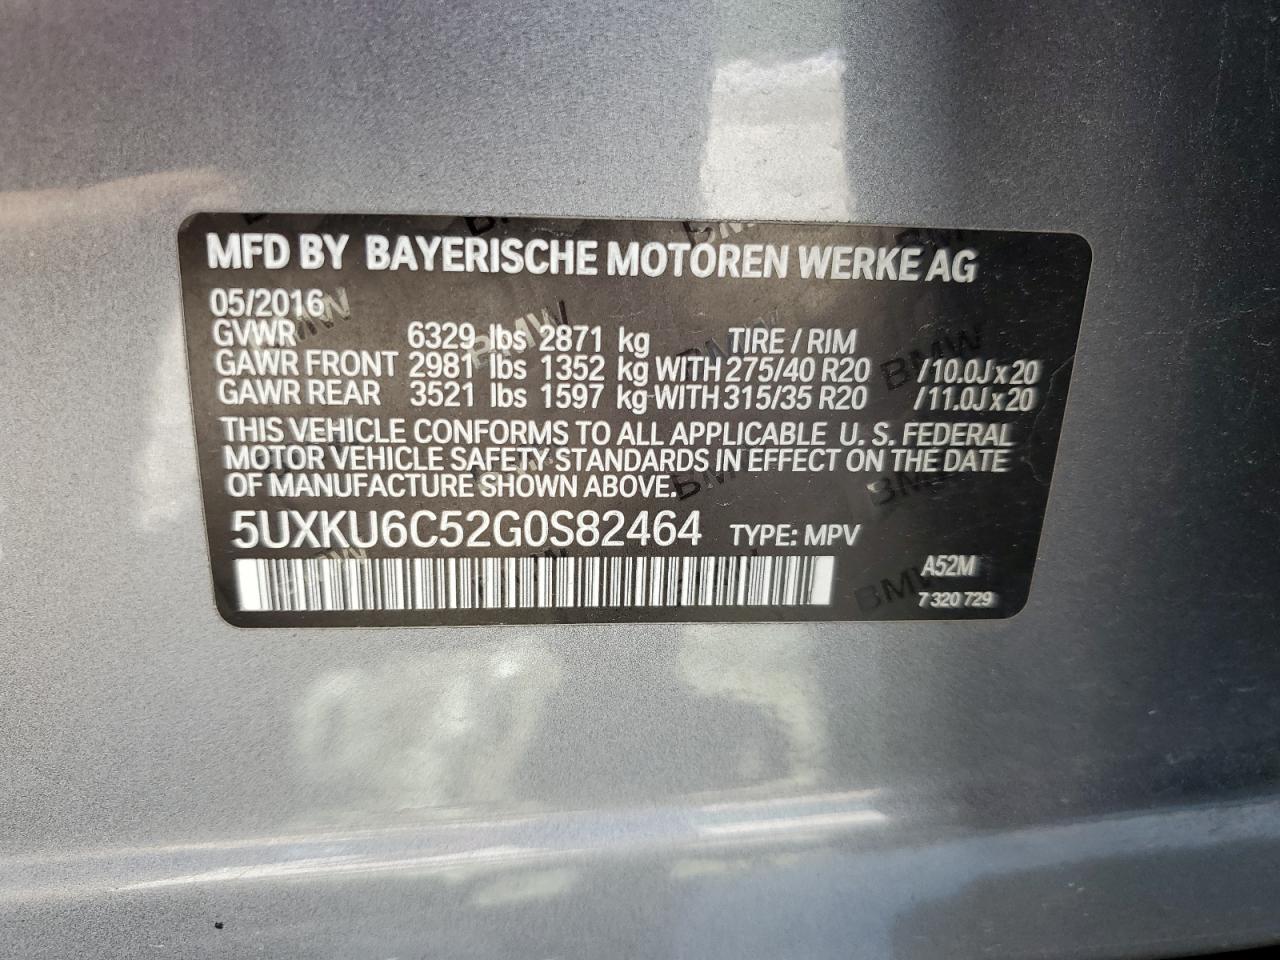 MFD BY BAYERISCHE MOTOREN WERKE AG
05/2016
GVWR 6329 lbs 2871 kg TIRE / RIM
GAWR FRONT 2981 lbs 1352 kg WITH 275/40 R20 /10.0J x 20
GAWR REAR 3521 lbs 1597 kg WITH 315/35 R20 /11.0J x 20
THIS VEHICLE CONFORMS TO ALL APPLICABLE U. S. FEDERAL
MOTOR VEHICLE SAFETY STANDARDS IN EFFECT ON THE DATE
OF MANUFACTURE SHOWN ABOVE.
5UXKU6C52G0S82464 TYPE: MPV
A52M
7 320 729